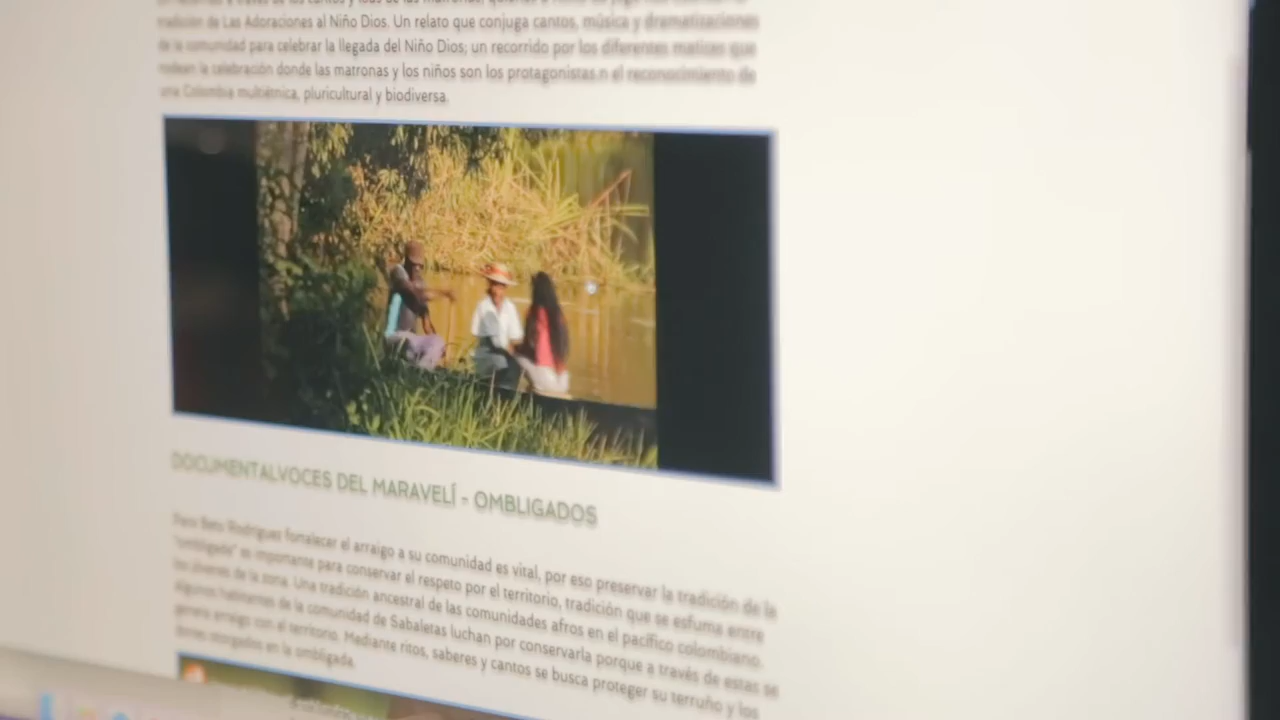 tradición de Las Adoraciones al Niño Dios. Un relato que conjuga cantos, música y dramatizaciones
de la comunidad para celebrar la llegada del Niño Dios; un recorrido por los diferentes matices que
rodean la celebración donde las matronas y los niños son los protagonistas.n el reconocimiento de
una Colombia multiétnica, pluricultural y biodiversa.
DOCUMENTALVOCES DEL MARAVELÍ - OMBLIGADOS
Para Beto Rodríguez fortalecer el arraigo a su comunidad es vital, por eso preservar la tradición de la
"ombligada" es importante para conservar el respeto por el territorio, tradición que se esfuma entre
los jóvenes de la zona. Una tradición ancestral de las comunidades afros en el pacífico colombiano.
Algunos habitantes de la comunidad de Sabaletas luchan por conservarla porque a través de estas se
genera arraigo con el territorio. Mediante ritos, saberes y cantos se busca proteger su terruño y los
dones otorgados en la ombligada.